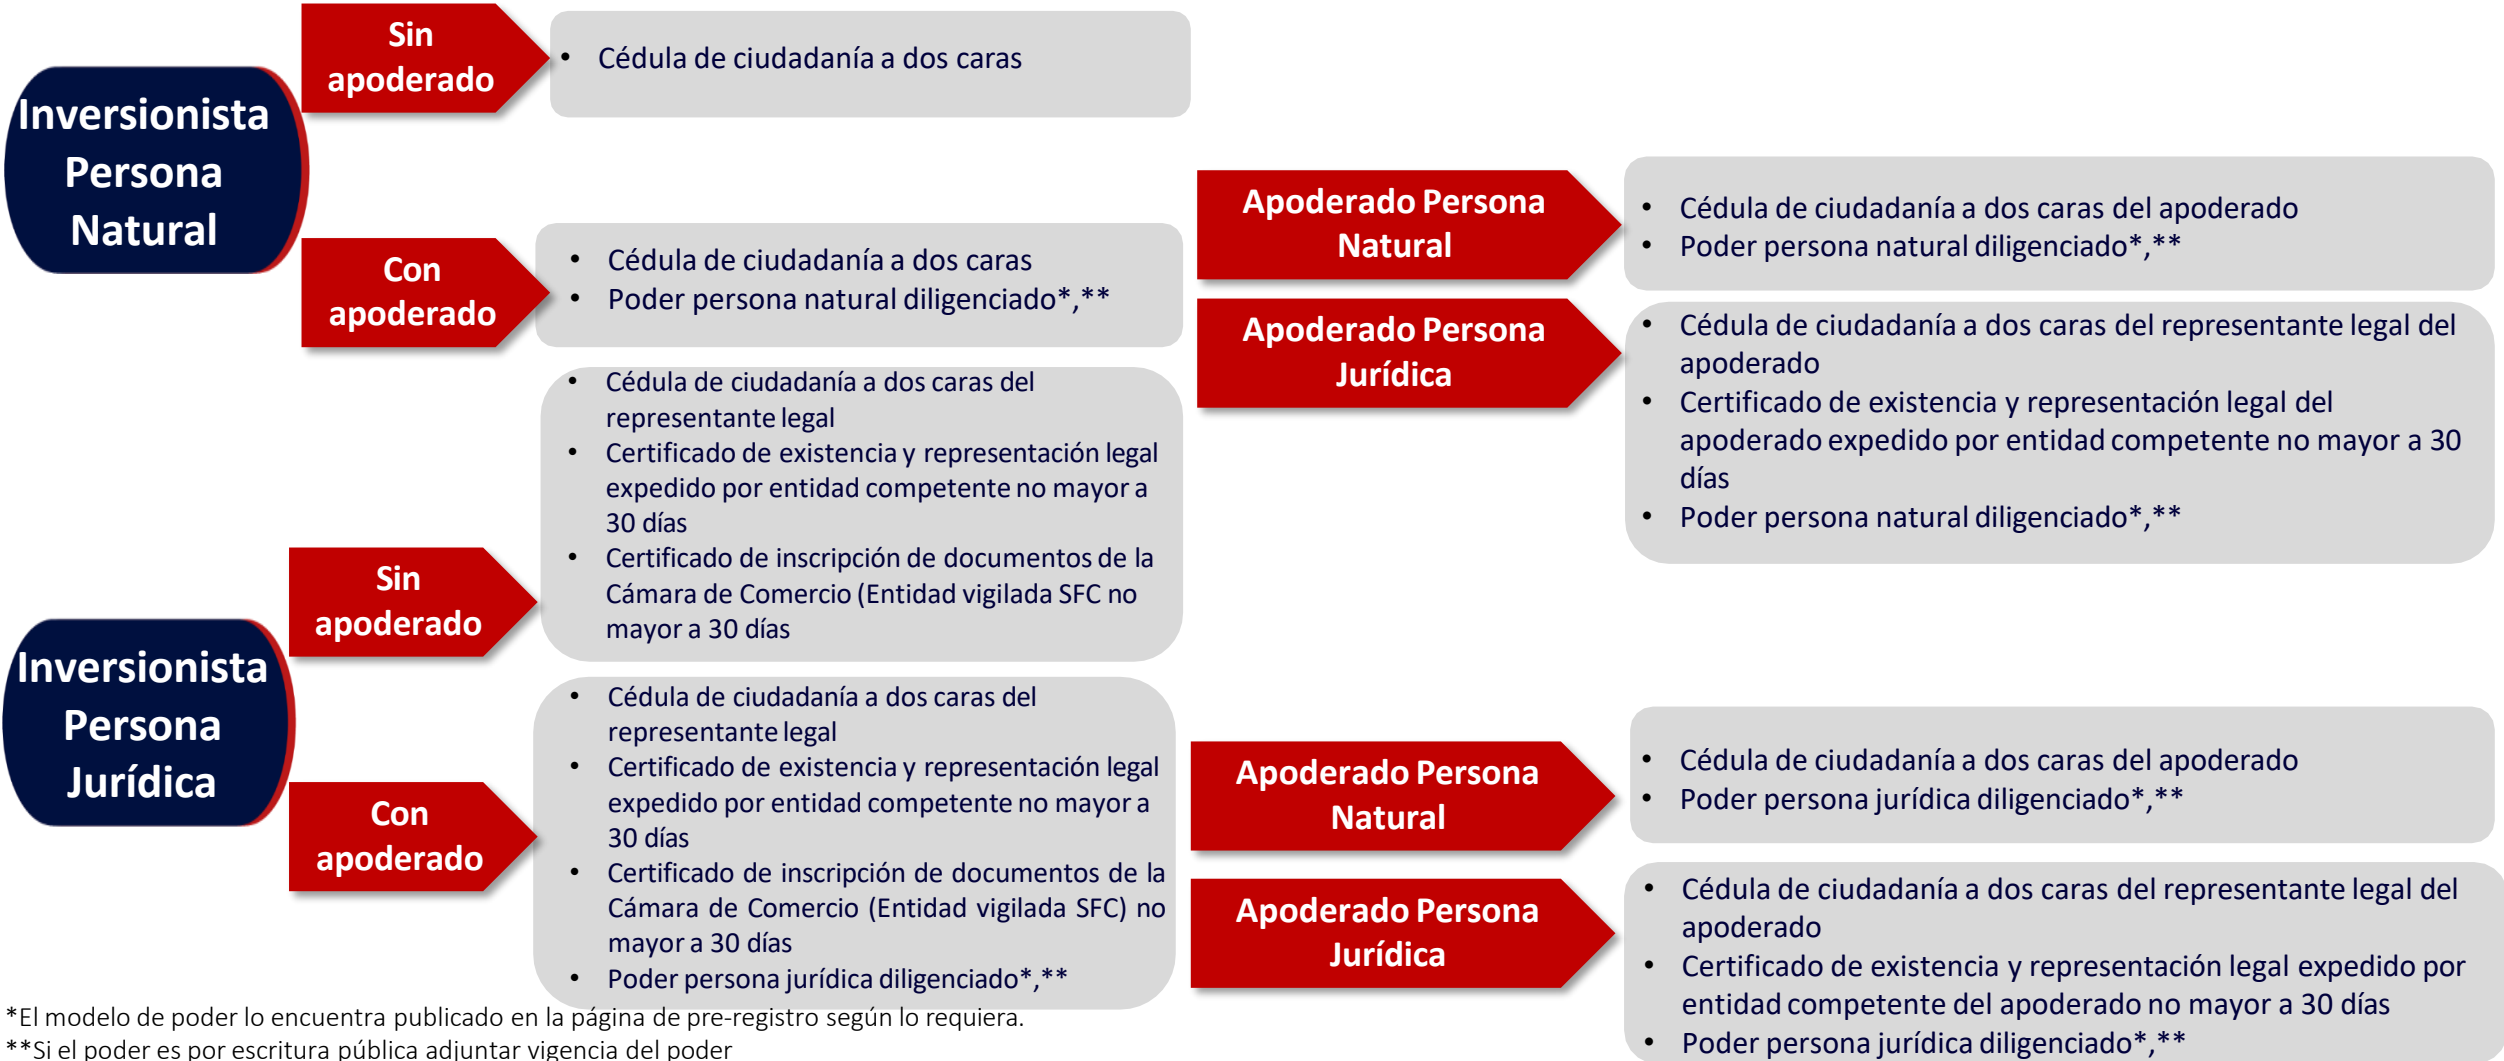 Inversionista
Persona
Natural
Sin
apoderado
• Cédula de ciudadanía a dos caras
Con
apoderado
• Cédula de ciudadanía a dos caras
• Poder persona natural diligenciado*,**
Apoderado Persona
Natural
• Cédula de ciudadanía a dos caras del apoderado
• Poder persona natural diligenciado*,**
Apoderado Persona
Jurídica
• Cédula de ciudadanía a dos caras del representante legal del
apoderado
• Certificado de existencia y representación legal del
apoderado expedido por entidad competente no mayor a 30
días
• Poder persona natural diligenciado*,**
Inversionista
Persona
Jurídica
Sin
apoderado
• Cédula de ciudadanía a dos caras del
representante legal
• Certificado de existencia y representación legal
expedido por entidad competente no mayor a
30 días
• Certificado de inscripción de documentos de la
Cámara de Comercio (Entidad vigilada SFC no
mayor a 30 días
Con
apoderado
• Cédula de ciudadanía a dos caras del
representante legal
• Certificado de existencia y representación legal
expedido por entidad competente no mayor a
30 días
• Certificado de inscripción de documentos de la
Cámara de Comercio (Entidad vigilada SFC) no
mayor a 30 días
• Poder persona jurídica diligenciado*,**
Apoderado Persona
Natural
• Cédula de ciudadanía a dos caras del apoderado
• Poder persona jurídica diligenciado*,**
Apoderado Persona
Jurídica
• Cédula de ciudadanía a dos caras del representante legal del
apoderado
• Certificado de existencia y representación legal expedido por
entidad competente del apoderado no mayor a 30 días
• Poder persona jurídica diligenciado*,**
*El modelo de poder lo encuentra publicado en la página de pre-registro según lo requiera.
**Si el poder es por escritura pública adjuntar vigencia del poder